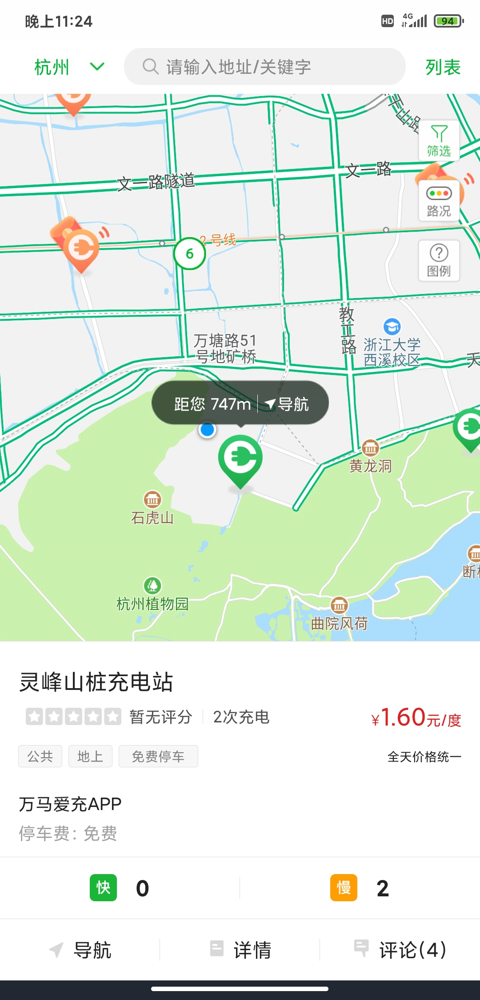 晚上11:24
HD 4G 94
杭州
请输入地址/关键字
列表
筛选
文一路隧道
文一路
路况
2号线
6
图例
教工路
浙江大学
西溪校区
万塘路51
号地矿桥
天
距您 747m
导航
黄龙洞
石虎山
断
杭州植物园
曲院风荷
灵峰山桩充电站
暂无评分
2次充电
¥1.60元/度
公共
地上
免费停车
全天价格统一
万马爱充APP
停车费: 免费
快 0
慢 2
导航
详情
评论(4)